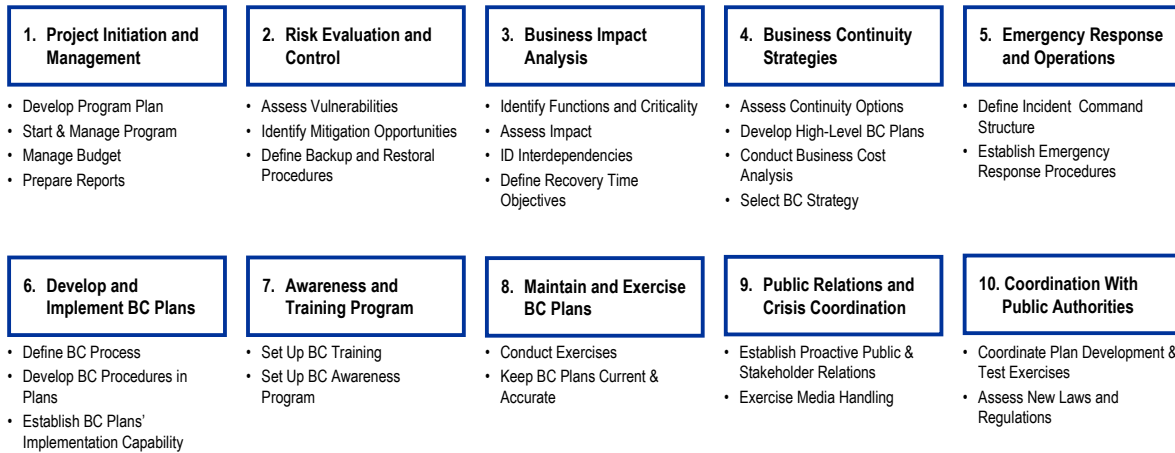 1. Project Initiation and
Management
• Develop Program Plan
• Start & Manage Program
• Manage Budget
• Prepare Reports
2. Risk Evaluation and
Control
• Assess Vulnerabilities
• Identify Mitigation Opportunities
• Define Backup and Restoral
Procedures
3. Business Impact
Analysis
• Identify Functions and Criticality
• Assess Impact
• ID Interdependencies
• Define Recovery Time
Objectives
4. Business Continuity
Strategies
• Assess Continuity Options
• Develop High-Level BC Plans
• Conduct Business Cost
Analysis
• Select BC Strategy
5. Emergency Response
and Operations
• Define Incident Command
Structure
• Establish Emergency
Response Procedures
6. Develop and
Implement BC Plans
• Define BC Process
• Develop BC Procedures in
Plans
• Establish BC Plans’
Implementation Capability
7. Awareness and
Training Program
• Set Up BC Training
• Set Up BC Awareness
Program
8. Maintain and Exercise
BC Plans
• Conduct Exercises
• Keep BC Plans Current &
Accurate
9. Public Relations and
Crisis Coordination
• Establish Proactive Public &
Stakeholder Relations
• Exercise Media Handling
10. Coordination With
Public Authorities
• Coordinate Plan Development &
Test Exercises
• Assess New Laws and
Regulations